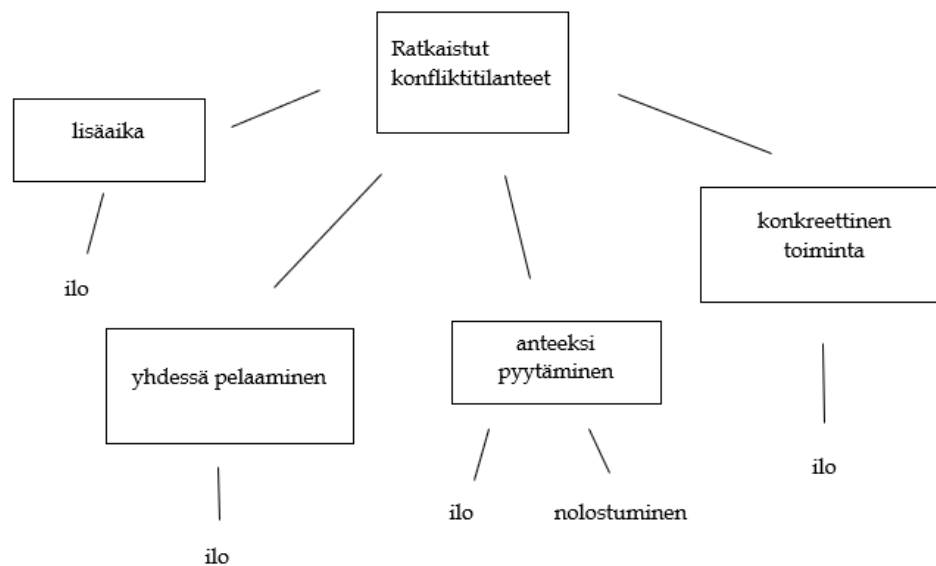 Ratkaistut
konfliktitilanteet
lisäaika
konkreettinen
toiminta
ilo
yhdessä pelaaminen
anteeksi
pyytäminen
ilo
ilo
nolostuminen
ilo